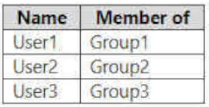 Name Member of
User1 Group1
User2 Group2
User3 Group3